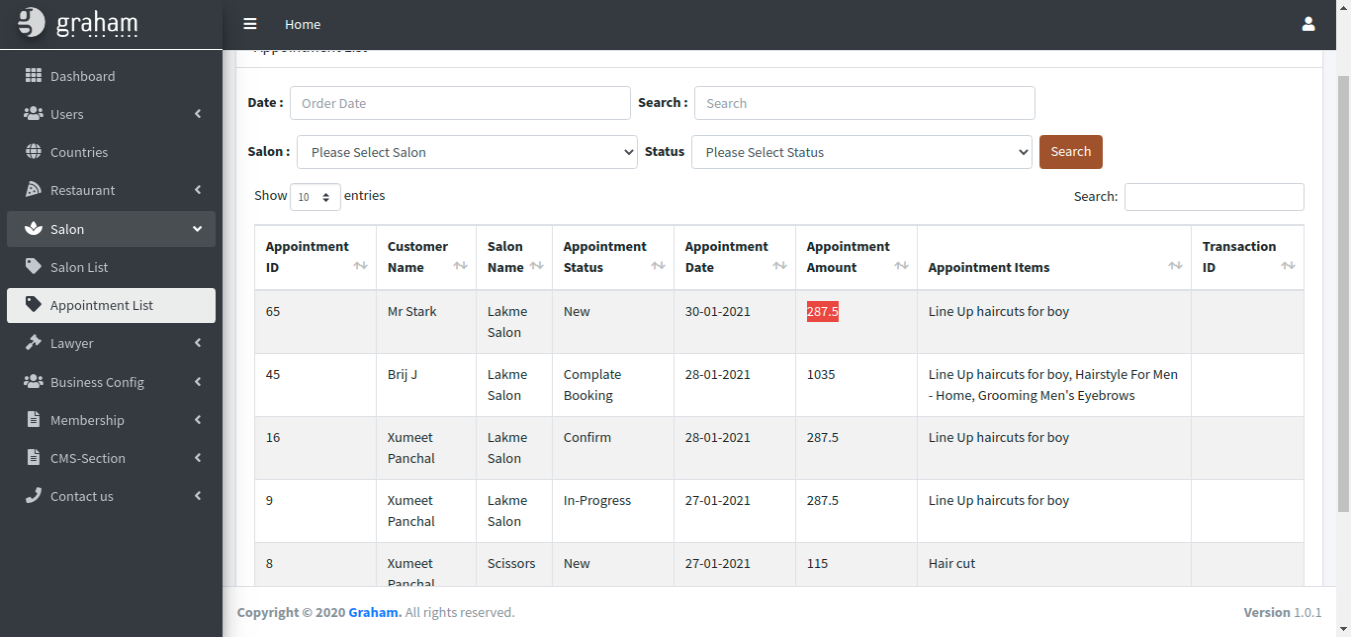 graham
Home
Dashboard
Users
Countries
Restaurant
Salon
Salon List
Appointment List
Lawyer
Business Config
Membership
CMS-Section
Contact us
Appointment List
Date : Order Date Search : Search
Salon : Please Select Salon Status Please Select Status Search
Show 10 entries Search:
Appointment Customer Salon Appointment Appointment Appointment Transaction
ID Name Name Status Date Amount Appointment Items ID
65 Mr Stark Lakme New 30-01-2021 287.5 Line Up haircuts for boy
Salon
45 Brij J Lakme Complate 28-01-2021 1035 Line Up haircuts for boy, Hairstyle For Men
Salon Booking - Home, Grooming Men's Eyebrows
16 Xumeet Lakme Confirm 28-01-2021 287.5 Line Up haircuts for boy
Panchal Salon
9 Xumeet Lakme In-Progress 27-01-2021 287.5 Line Up haircuts for boy
Panchal Salon
8 Xumeet Scissors New 27-01-2021 115 Hair cut
Panchal
Copyright © 2020 Graham. All rights reserved. Version 1.0.1